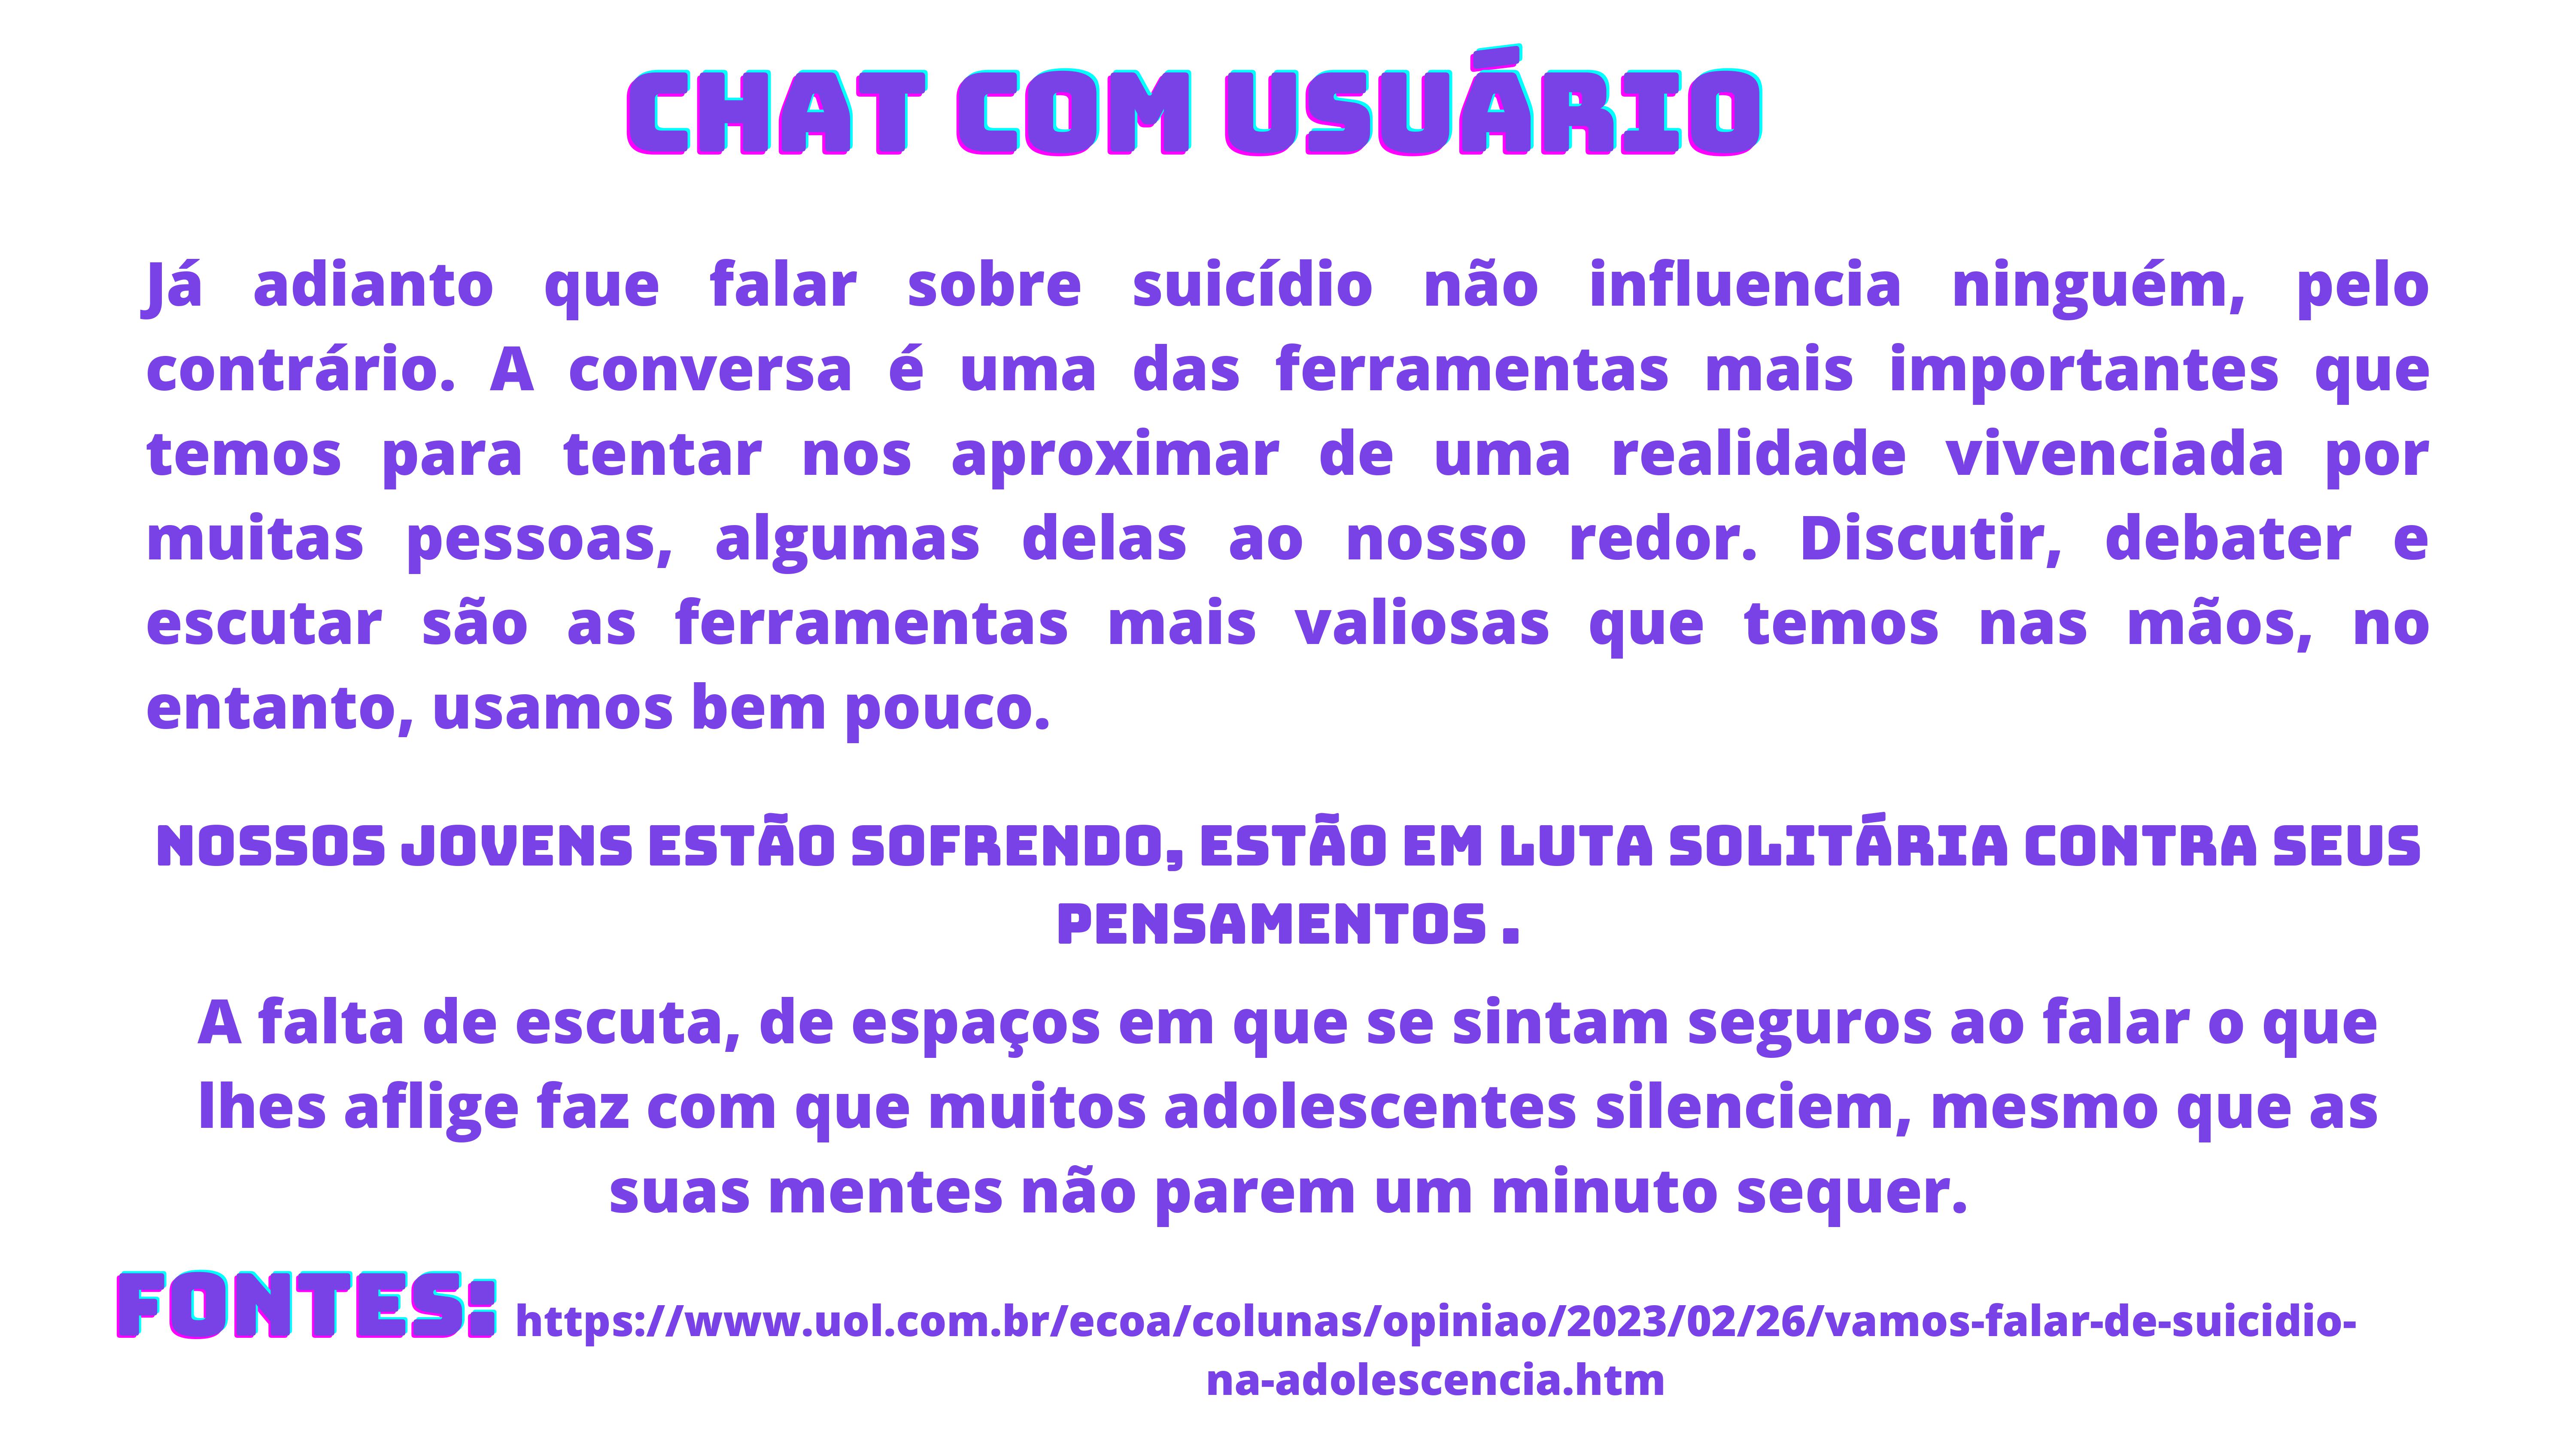 CHAT COM USUÁRIO
Já adianto que falar sobre suicídio não influencia ninguém, pelo
contrário. A conversa é uma das ferramentas mais importantes que
temos para tentar nos aproximar de uma realidade vivenciada por
muitas pessoas, algumas delas ao nosso redor. Discutir, debater e
escutar são as ferramentas mais valiosas que temos nas mãos, no
entanto, usamos bem pouco.
NOSSOS JOVENS ESTÃO SOFRENDO, ESTÃO EM LUTA SOLITÁRIA CONTRA SEUS
PENSAMENTOS .
A falta de escuta, de espaços em que se sintam seguros ao falar o que
lhes aflige faz com que muitos adolescentes silenciem, mesmo que as
suas mentes não parem um minuto sequer.
FONTES: https://www.uol.com.br/ecoa/colunas/opiniao/2023/02/26/vamos-falar-de-suicidio-
na-adolescencia.htm